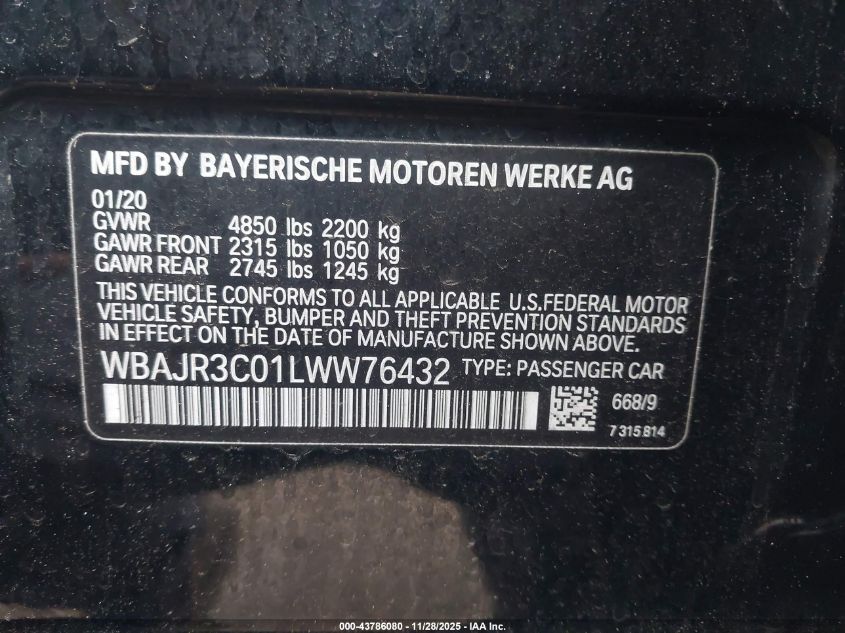 MFD BY BAYERISCHE MOTOREN WERKE AG
01/20
GVWR 4850 lbs 2200 kg
GAWR FRONT 2315 lbs 1050 kg
GAWR REAR 2745 lbs 1245 kg
THIS VEHICLE CONFORMS TO ALL APPLICABLE U.S.FEDERAL MOTOR
VEHICLE SAFETY, BUMPER AND THEFT PREVENTION STANDARDS
IN EFFECT ON THE DATE OF MANUFACTURE SHOWN ABOVE.
WBAJR3C01LWW76432 TYPE: PASSENGER CAR
668/9
7315814
000-43786080 - 11/28/2025 - IAA Inc.